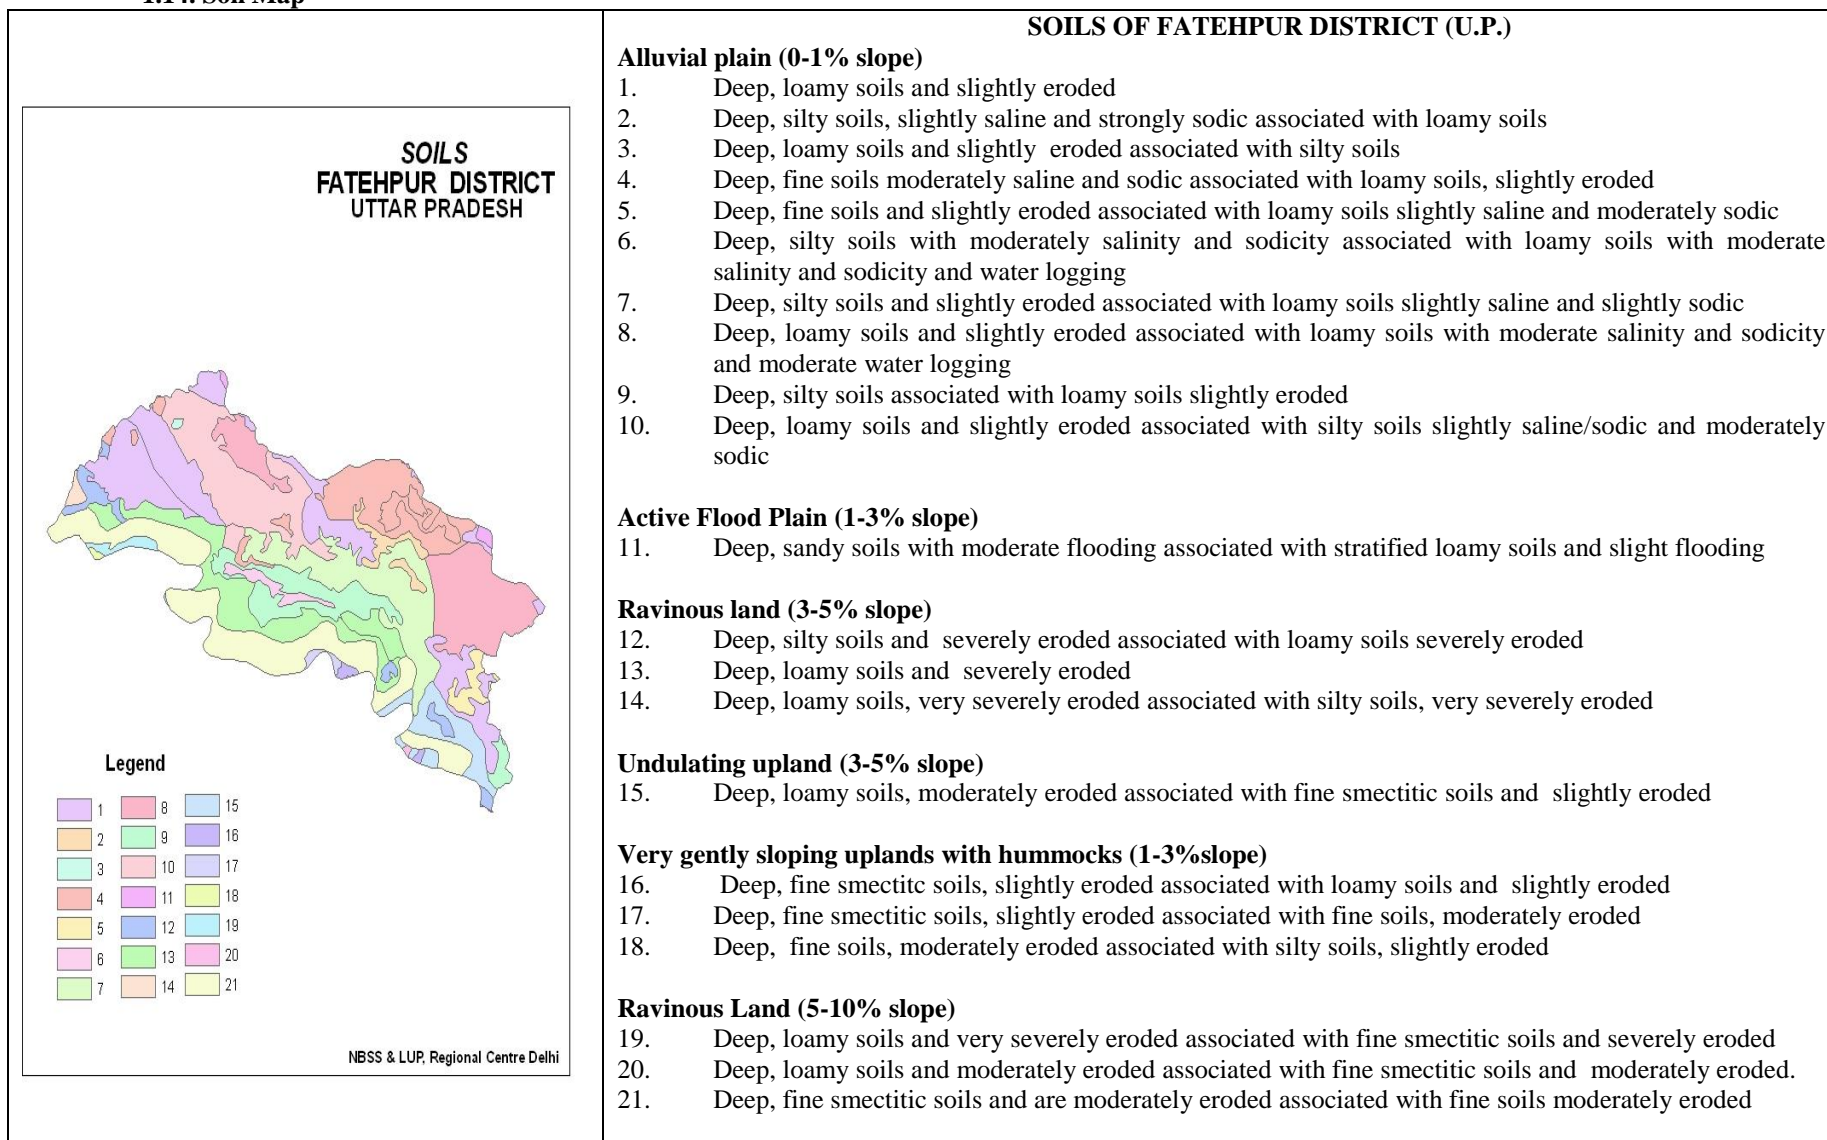 1.14. Soil Map
SOILS
FATEHPUR DISTRICT
UTTAR PRADESH
Legend
1
2
3
4
5
6
7
8
9
10
11
12
13
14
15
16
17
18
19
20
21
NBSS & LUP, Regional Centre Delhi
SOILS OF FATEHPUR DISTRICT (U.P.)
Alluvial plain (0-1% slope)
1. Deep, loamy soils and slightly eroded
2. Deep, silty soils, slightly saline and strongly sodic associated with loamy soils
3. Deep, loamy soils and slightly eroded associated with silty soils
4. Deep, fine soils moderately saline and sodic associated with loamy soils, slightly eroded
5. Deep, fine soils and slightly eroded associated with loamy soils slightly saline and moderately sodic
6. Deep, silty soils with moderately salinity and sodicity associated with loamy soils with moderate
salinity and sodicity and water logging
7. Deep, silty soils and slightly eroded associated with loamy soils slightly saline and slightly sodic
8. Deep, loamy soils and slightly eroded associated with loamy soils with moderate salinity and sodicity
and moderate water logging
9. Deep, silty soils associated with loamy soils slightly eroded
10. Deep, loamy soils and slightly eroded associated with silty soils slightly saline/sodic and moderately
sodic
Active Flood Plain (1-3% slope)
11. Deep, sandy soils with moderate flooding associated with stratified loamy soils and slight flooding
Ravinous land (3-5% slope)
12. Deep, silty soils and severely eroded associated with loamy soils severely eroded
13. Deep, loamy soils and severely eroded
14. Deep, loamy soils, very severely eroded associated with silty soils, very severely eroded
Undulating upland (3-5% slope)
15. Deep, loamy soils, moderately eroded associated with fine smectitic soils and slightly eroded
Very gently sloping uplands with hummocks (1-3%slope)
16. Deep, fine smectitc soils, slightly eroded associated with loamy soils and slightly eroded
17. Deep, fine smectitic soils, slightly eroded associated with fine soils, moderately eroded
18. Deep, fine soils, moderately eroded associated with silty soils, slightly eroded
Ravinous Land (5-10% slope)
19. Deep, loamy soils and very severely eroded associated with fine smectitic soils and severely eroded
20. Deep, loamy soils and moderately eroded associated with fine smectitic soils and moderately eroded.
21. Deep, fine smectitic soils and are moderately eroded associated with fine soils moderately eroded